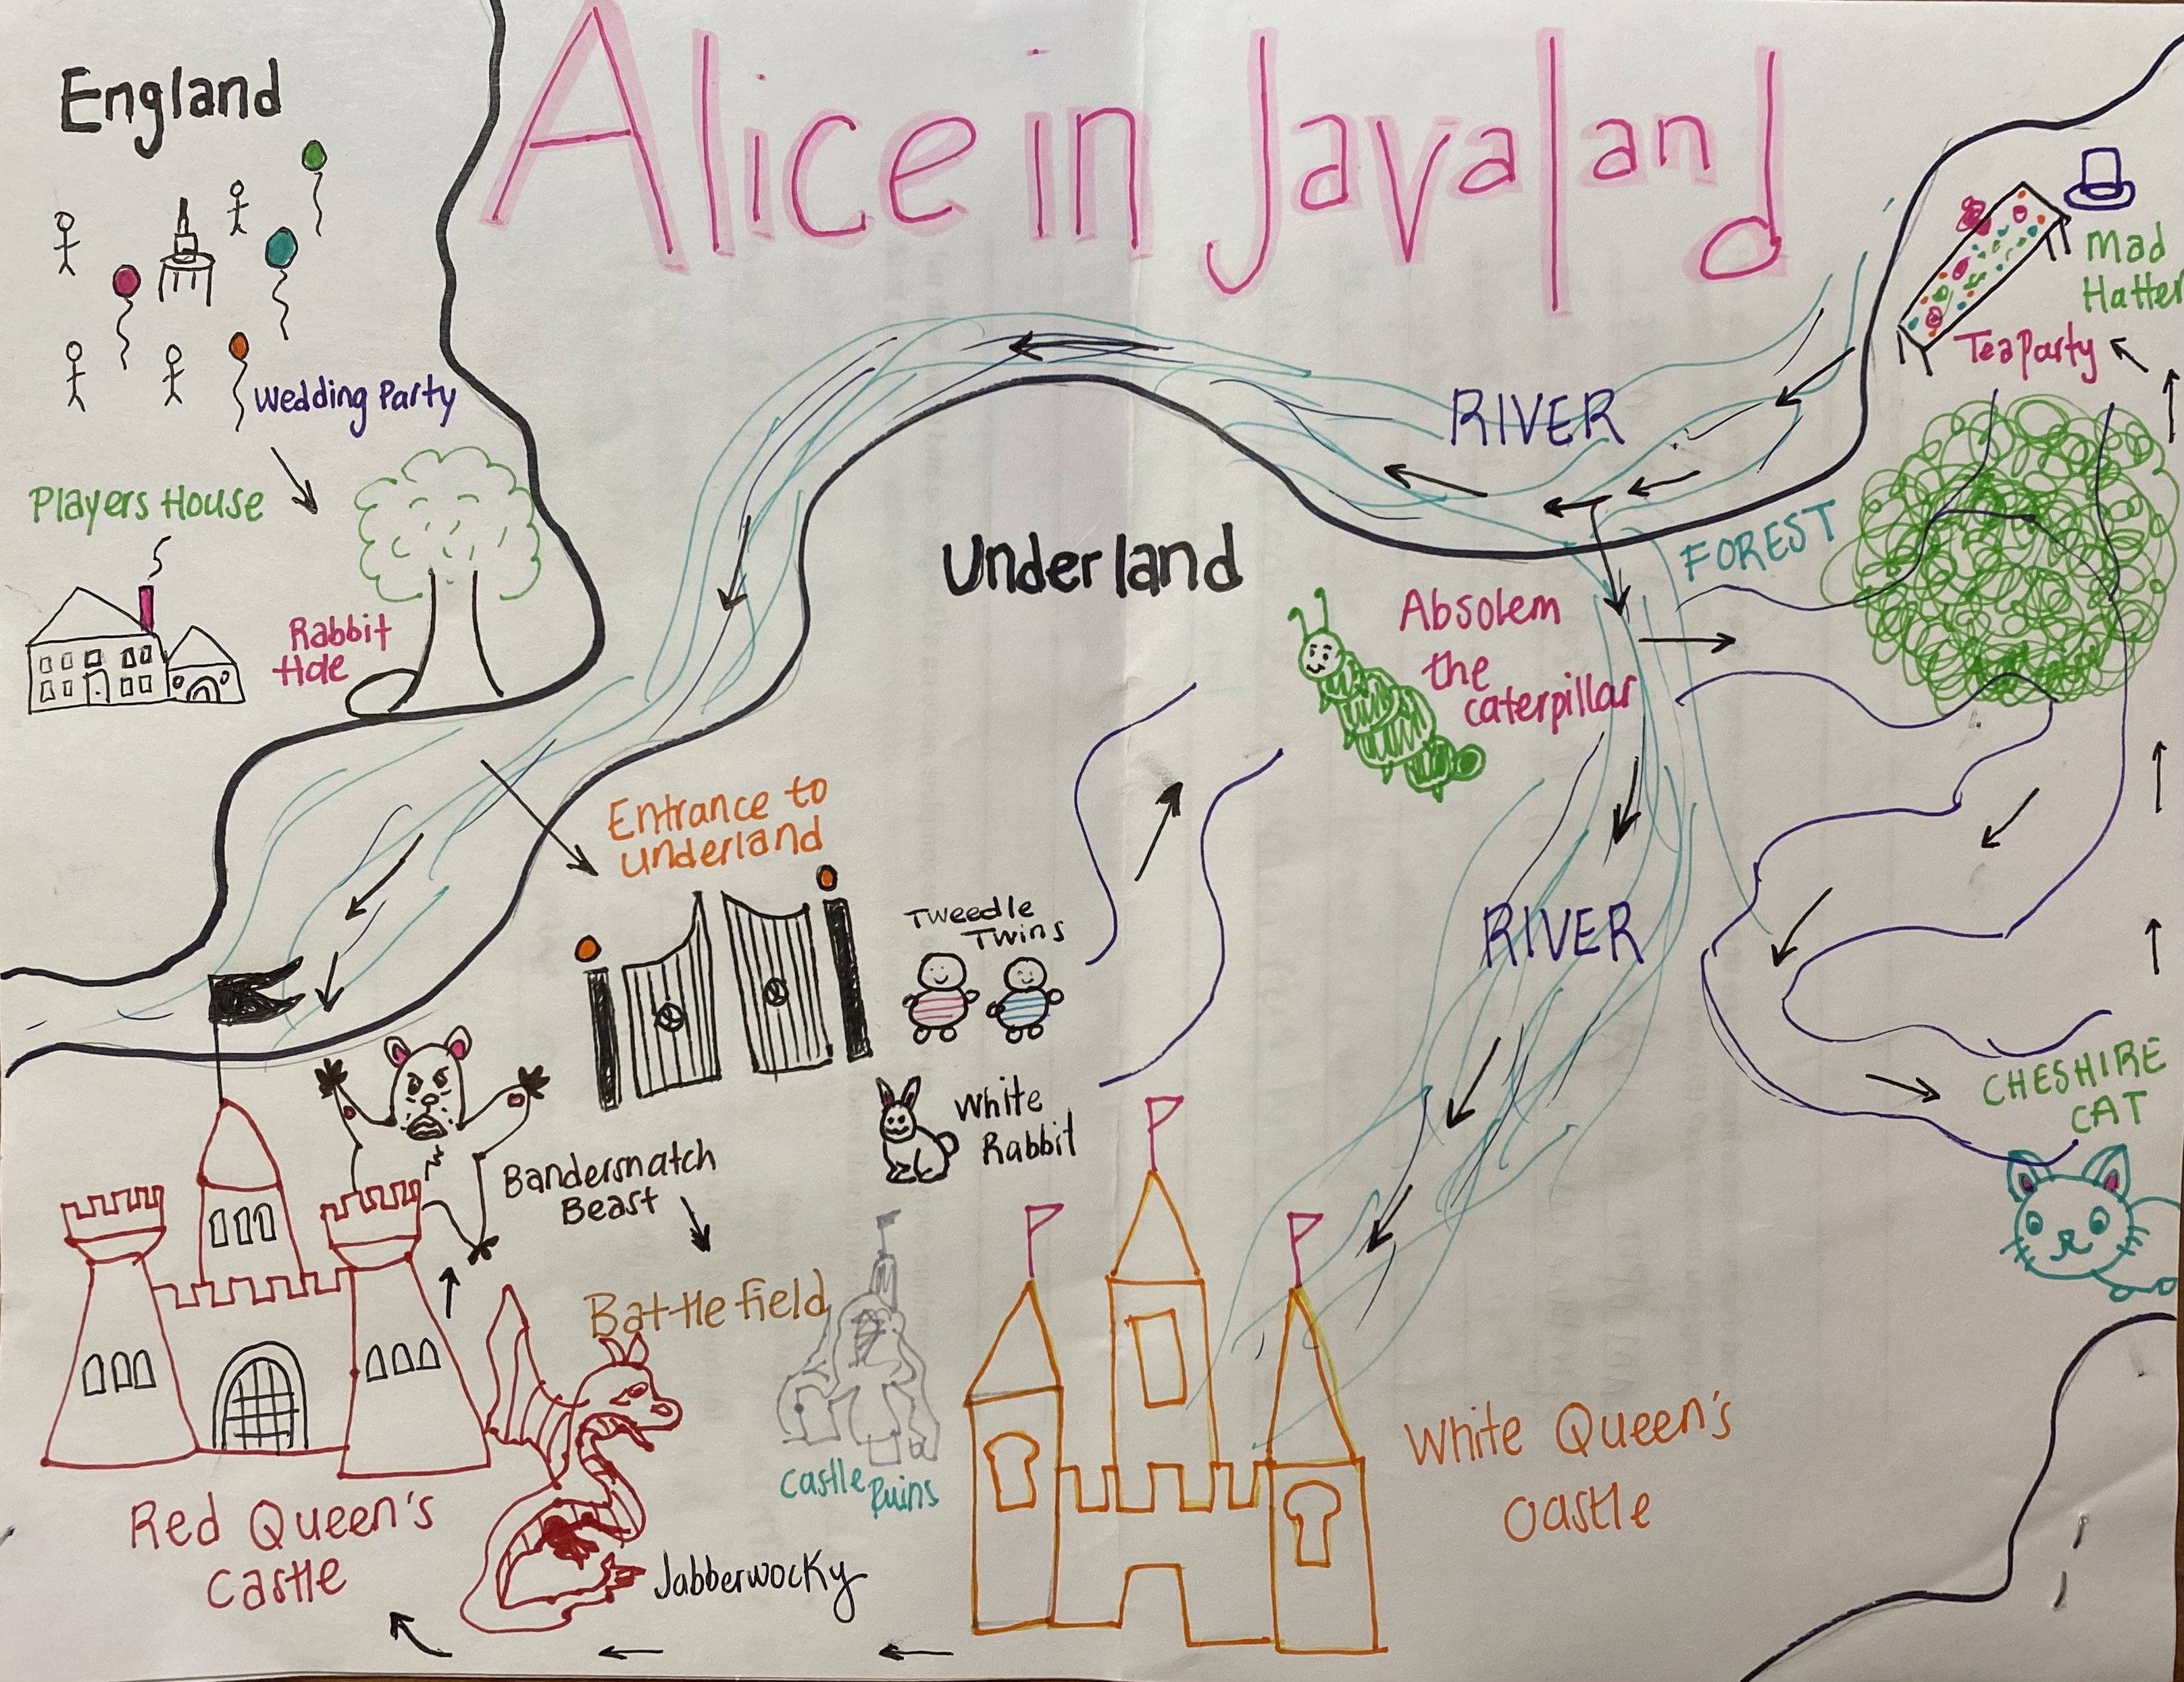 Alice in Javaland
England
Wedding Party
Players House
Rabbit
Hole
RIVER
Mad
Hatter
Tea Party
FOREST
Underland
Absolem
the
caterpillar
Entrance to
underland
Tweedle
Twins
White
Rabbit
RIVER
CHESHIRE
CAT
Bandersnatch
Beast
Battlefield
Castle
Ruins
White Queen's
Castle
Red Queen's
Castle
Jabberwocky